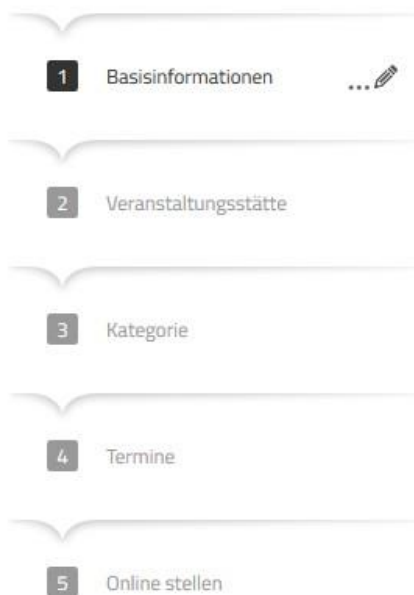 1 Basisinformationen ...
2 Veranstaltungsstätte
3 Kategorie
4 Termine
5 Online stellen